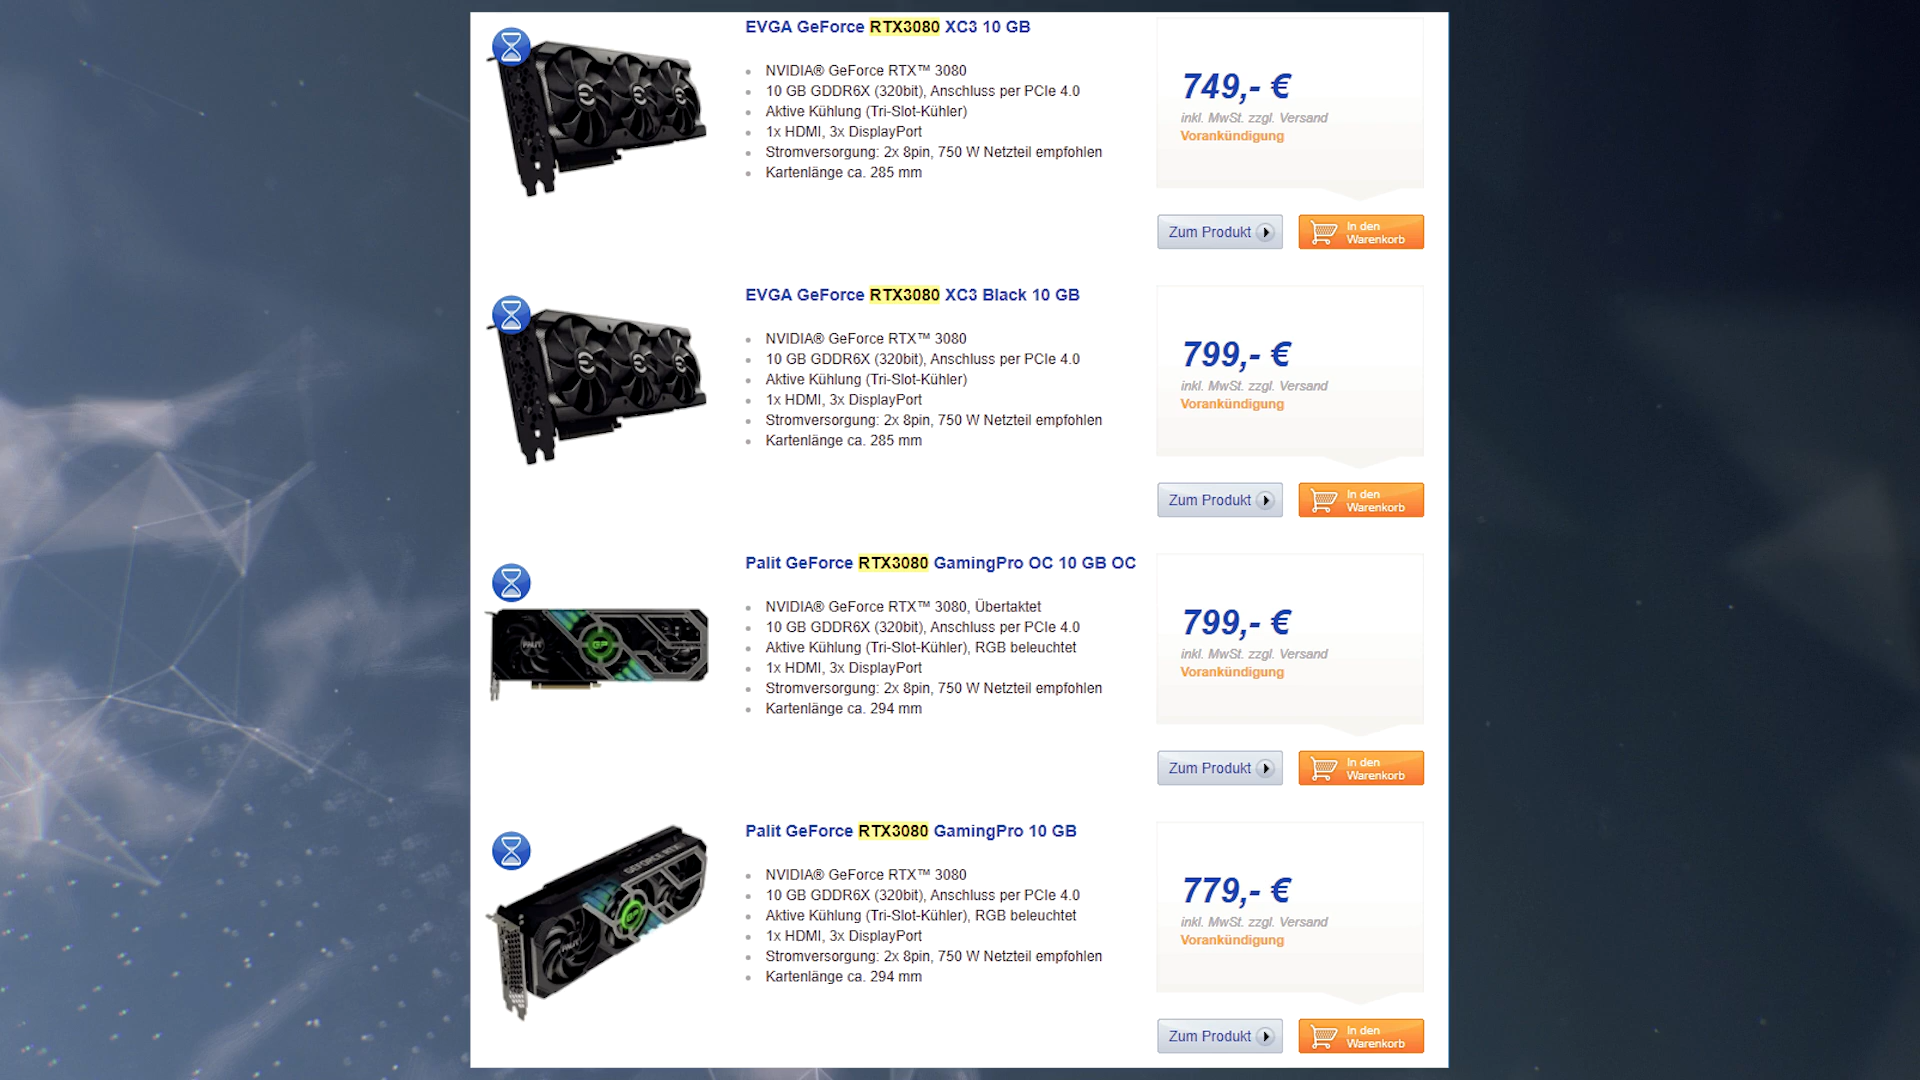 EVGA GeForce RTX3080 XC3 10 GB
NVIDIA® GeForce RTX™ 3080
10 GB GDDR6X (320bit), Anschluss per PCIe 4.0
Aktive Kühlung (Tri-Slot-Kühler)
1x HDMI, 3x DisplayPort
Stromversorgung: 2x 8pin, 750 W Netzteil empfohlen
Kartenlänge ca. 285 mm
749,- €
inkl. MwSt. zzgl. Versand
Vorankündigung
Zum Produkt
In den
Warenkorb
EVGA GeForce RTX3080 XC3 Black 10 GB
NVIDIA® GeForce RTX™ 3080
10 GB GDDR6X (320bit), Anschluss per PCIe 4.0
Aktive Kühlung (Tri-Slot-Kühler)
1x HDMI, 3x DisplayPort
Stromversorgung: 2x 8pin, 750 W Netzteil empfohlen
Kartenlänge ca. 285 mm
799,- €
inkl. MwSt. zzgl. Versand
Vorankündigung
Zum Produkt
In den
Warenkorb
Palit GeForce RTX3080 GamingPro OC 10 GB OC
PALIT
GP
NVIDIA® GeForce RTX™ 3080, Übertaktet
10 GB GDDR6X (320bit), Anschluss per PCIe 4.0
Aktive Kühlung (Tri-Slot-Kühler), RGB beleuchtet
1x HDMI, 3x DisplayPort
Stromversorgung: 2x 8pin, 750 W Netzteil empfohlen
Kartenlänge ca. 294 mm
799,- €
inkl. MwSt. zzgl. Versand
Vorankündigung
Zum Produkt
In den
Warenkorb
Palit GeForce RTX3080 GamingPro 10 GB
GEFORCE RTX
GP
PALIT
NVIDIA® GeForce RTX™ 3080
10 GB GDDR6X (320bit), Anschluss per PCIe 4.0
Aktive Kühlung (Tri-Slot-Kühler), RGB beleuchtet
1x HDMI, 3x DisplayPort
Stromversorgung: 2x 8pin, 750 W Netzteil empfohlen
Kartenlänge ca. 294 mm
779,- €
inkl. MwSt. zzgl. Versand
Vorankündigung
Zum Produkt
In den
Warenkorb